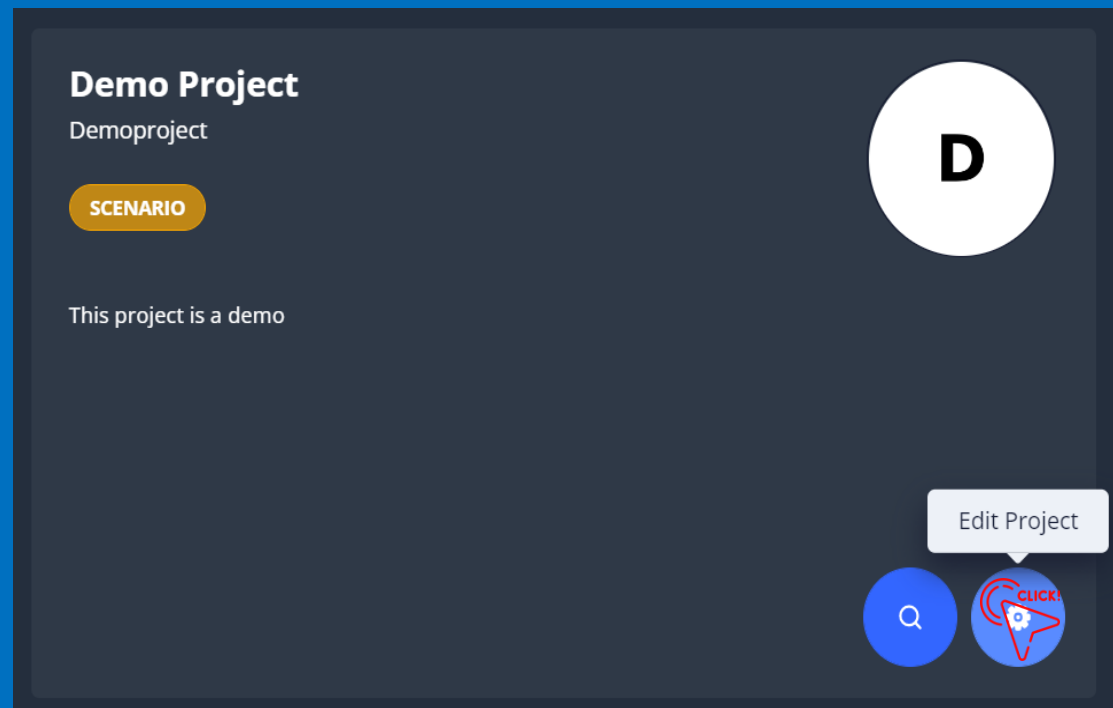 Demo Project
Demoproject
D
SCENARIO
This project is a demo
Edit Project
CLICK!